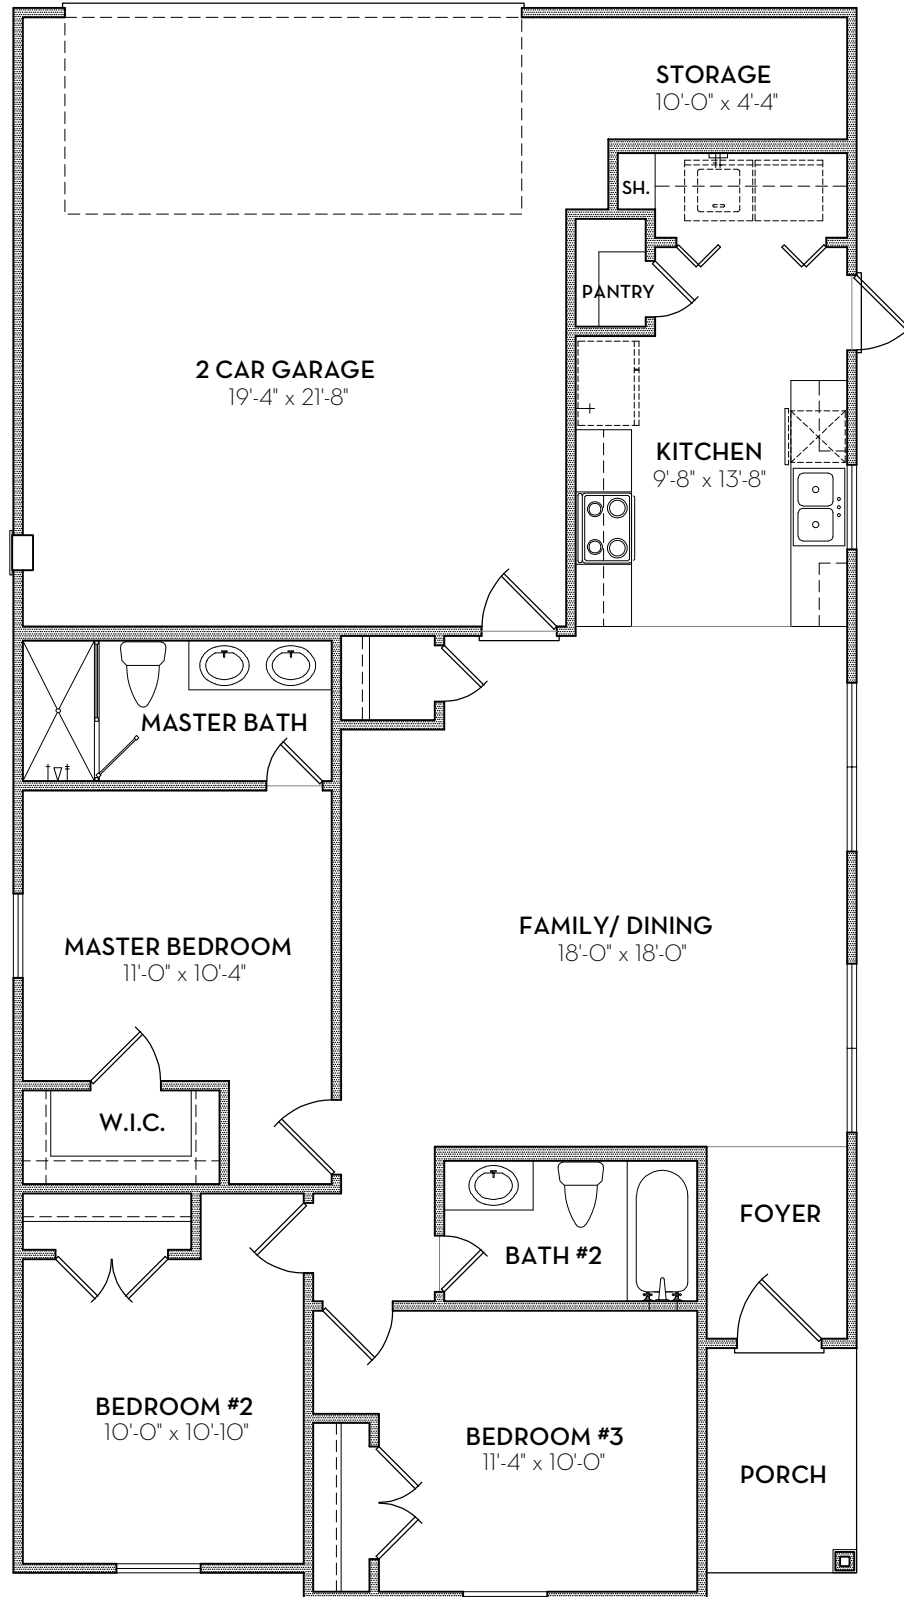 STORAGE
10'-0" x 4'-4"
SH.
PANTRY
2 CAR GARAGE
19'-4" x 21'-8"
KITCHEN
9'-8" x 13'-8"
MASTER BATH
FAMILY/ DINING
18'-0" x 18'-0"
MASTER BEDROOM
11'-0" x 10'-4"
W.I.C.
FOYER
BATH #2
BEDROOM #2
10'-0" x 10'-10"
BEDROOM #3
11'-4" x 10'-0"
PORCH